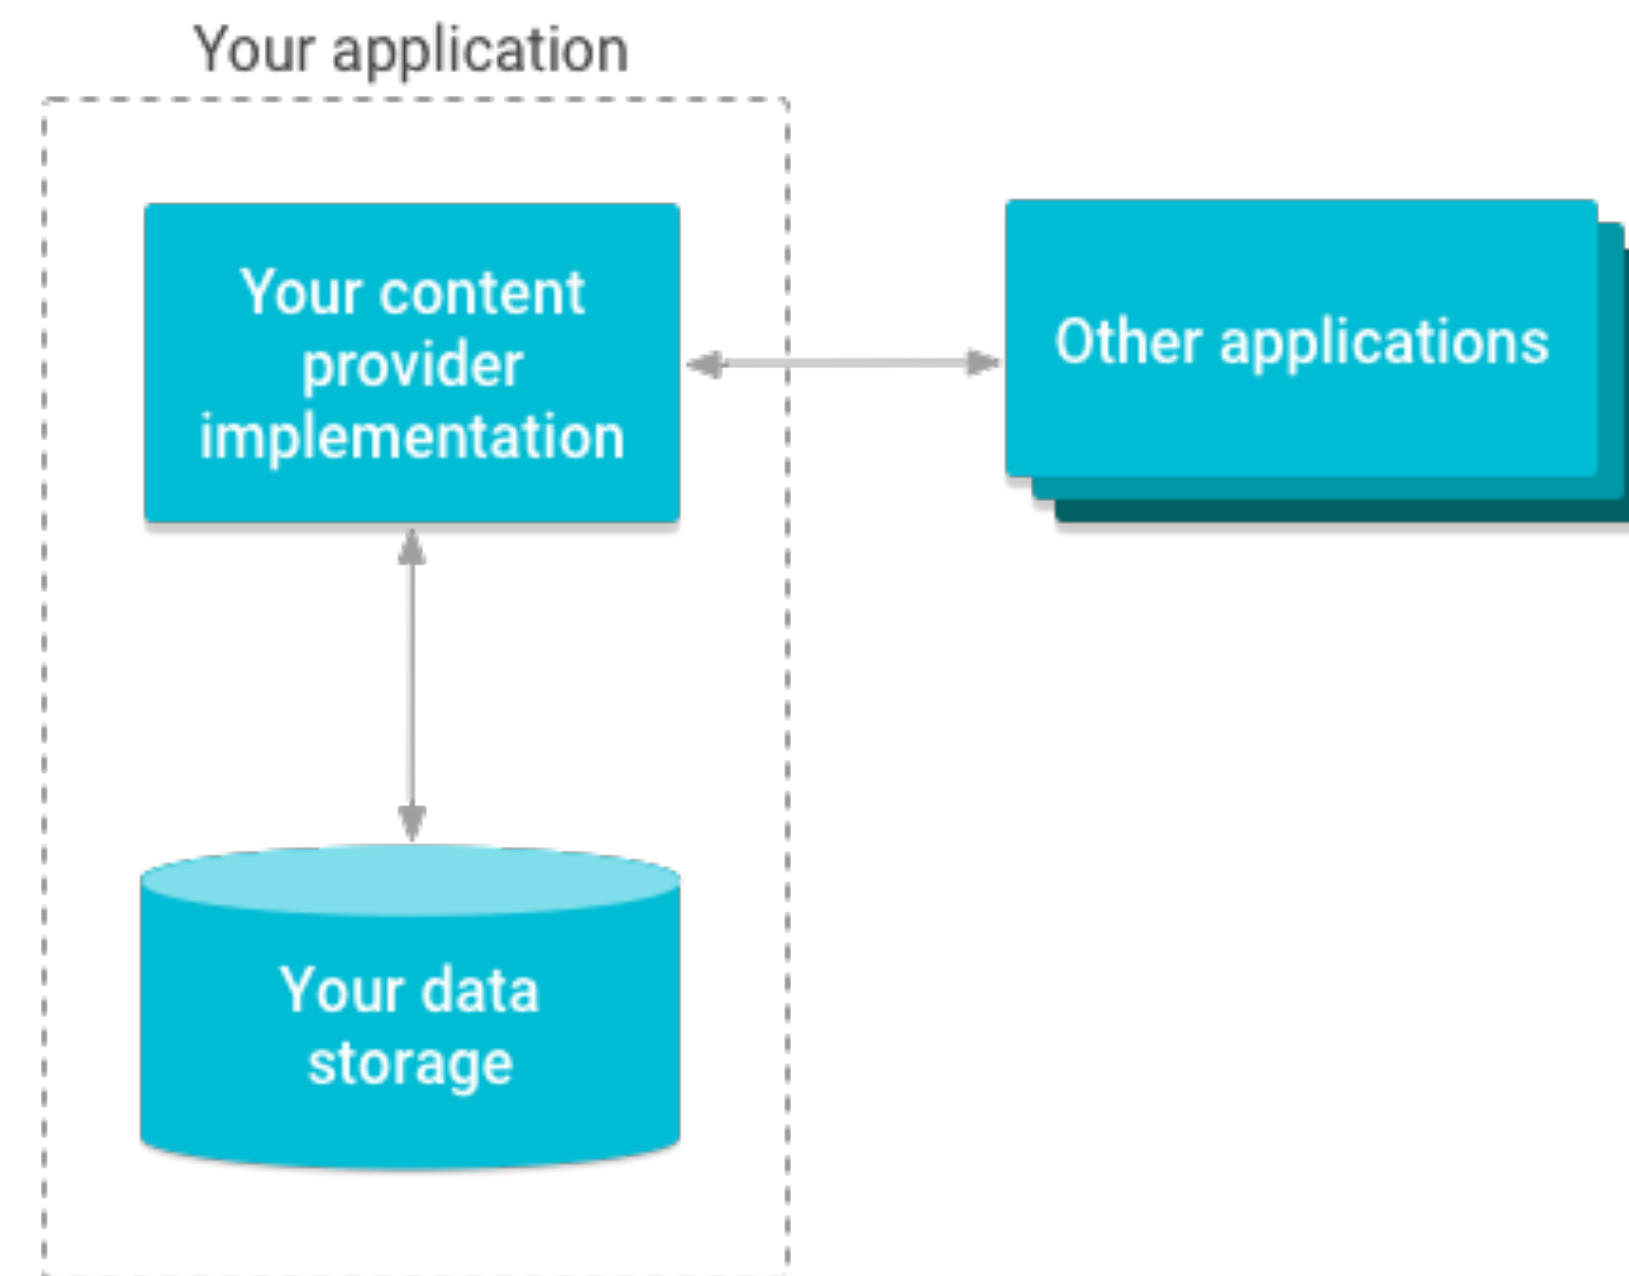 Your application
Your content
provider
implementation
Other applications
Your data
storage